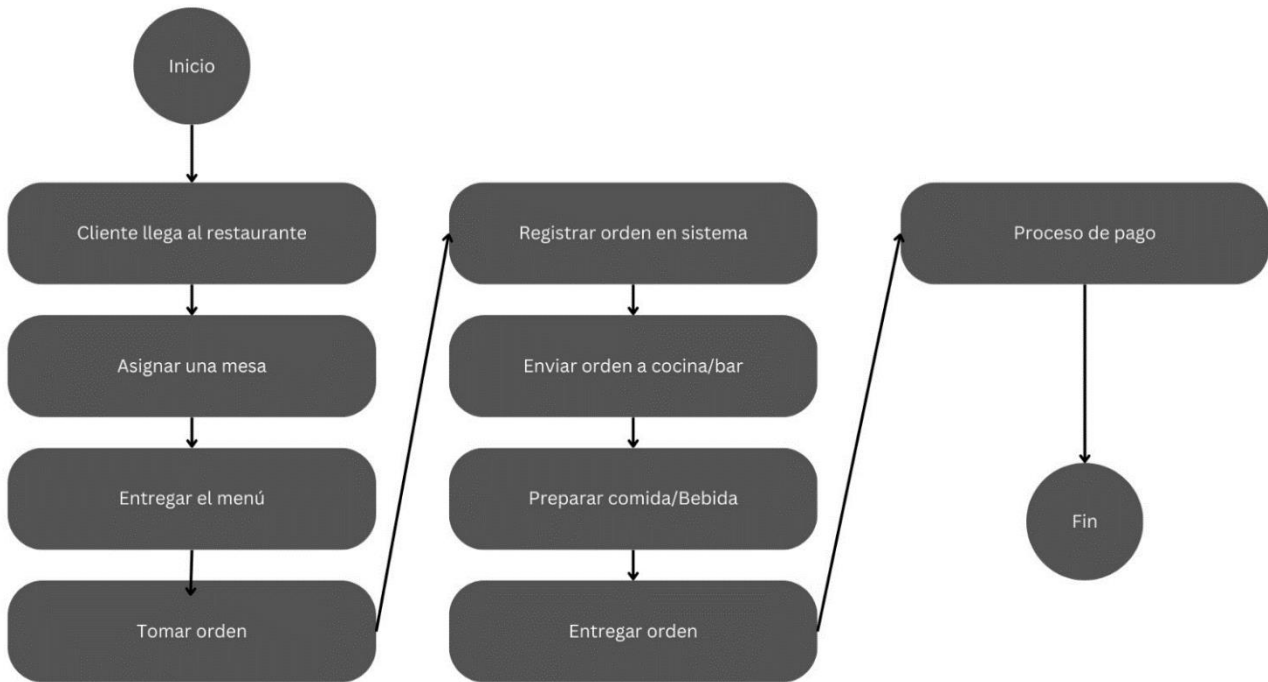 Inicio
Cliente llega al restaurante
Asignar una mesa
Entregar el menú
Tomar orden
Registrar orden en sistema
Enviar orden a cocina/bar
Preparar comida/Bebida
Entregar orden
Proceso de pago
Fin